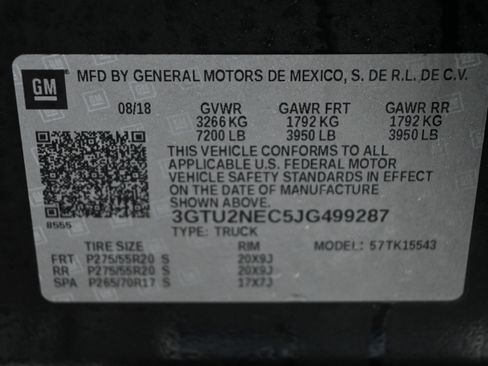 GM
MFD BY GENERAL MOTORS DE MEXICO, S. DE R.L. DE C.V.
08/18 GVWR GAWR FRT GAWR RR
3266 KG 1792 KG 1792 KG
7200 LB 3950 LB 3950 LB
THIS VEHICLE CONFORMS TO ALL
APPLICABLE U.S. FEDERAL MOTOR
VEHICLE SAFETY STANDARDS IN EFFECT
ON THE DATE OF MANUFACTURE
SHOWN ABOVE.
3GTU2NEC5JG499287
8555 TYPE: TRUCK
TIRE SIZE RIM MODEL: 57TK15543
FRT P275/55R20 S 20X9J
RR P275/55R20 S 20X9J
SPA P265/70R17 S 17X7J